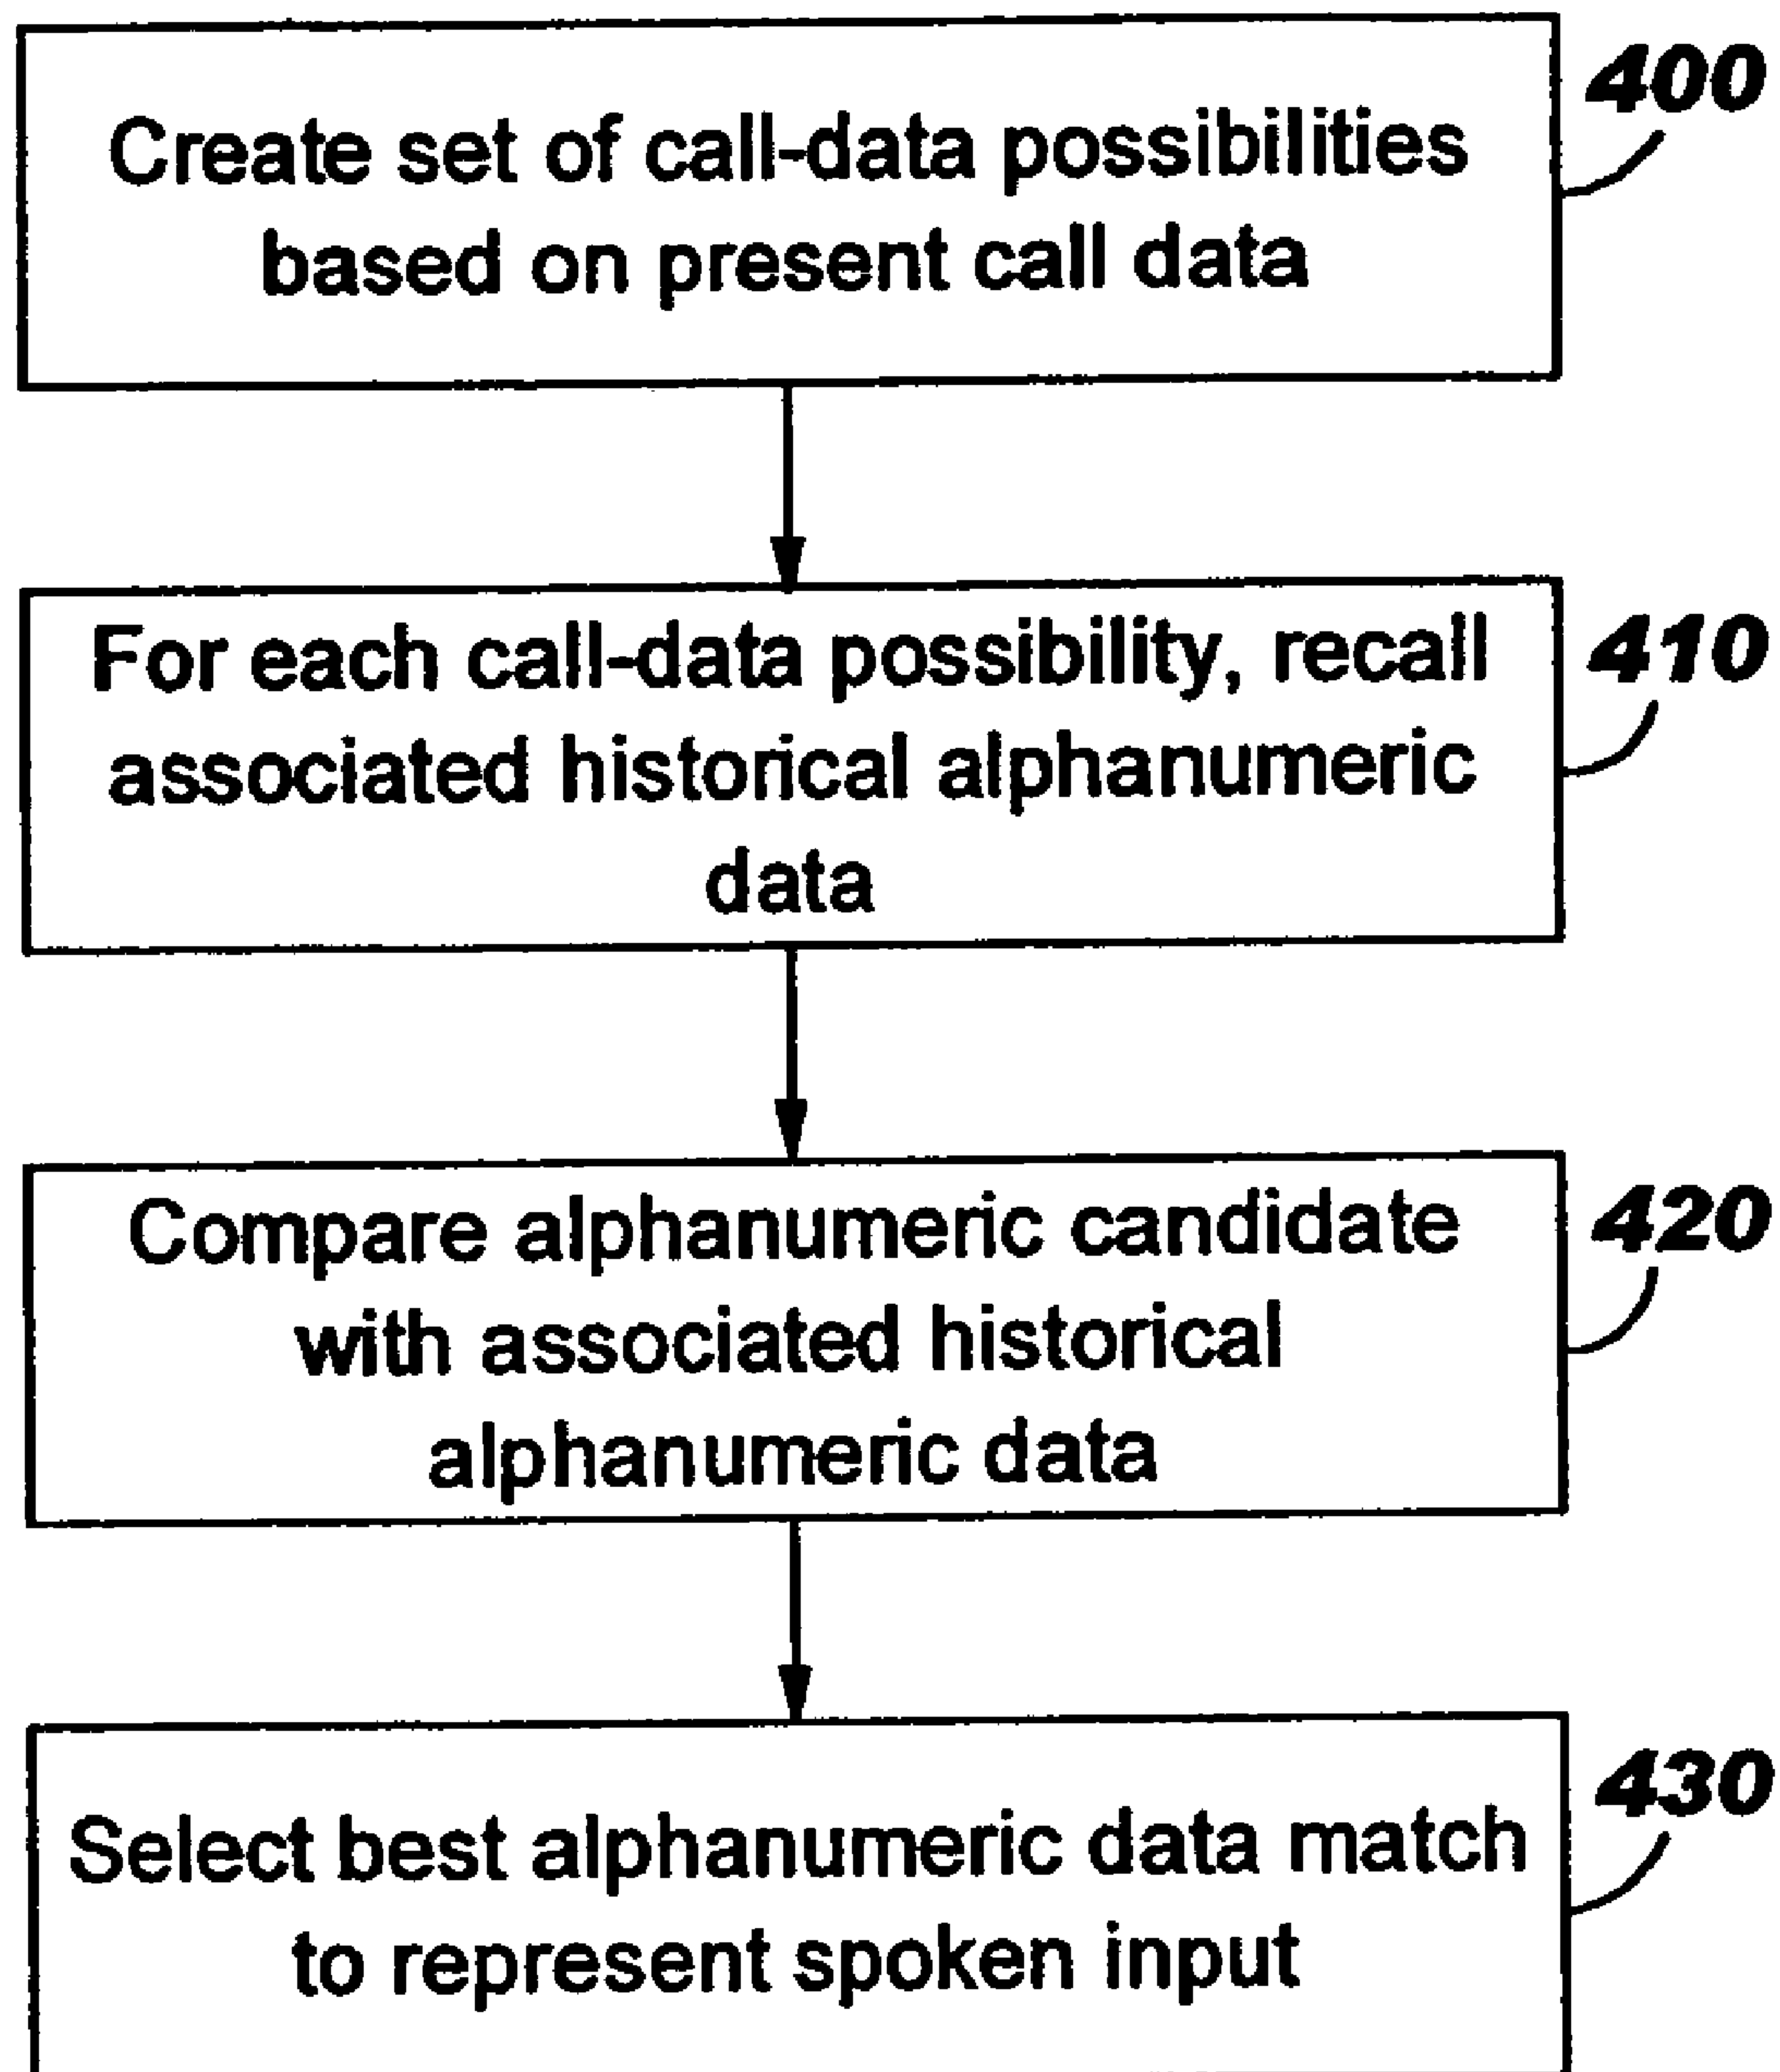 400
Create set of call-data possibilities
based on present call data
410
For each call-data possibility, recall
associated historical alphanumeric
data
420
Compare alphanumeric candidate
with associated historical
alphanumeric data
430
Select best alphanumeric data match
to represent spoken input